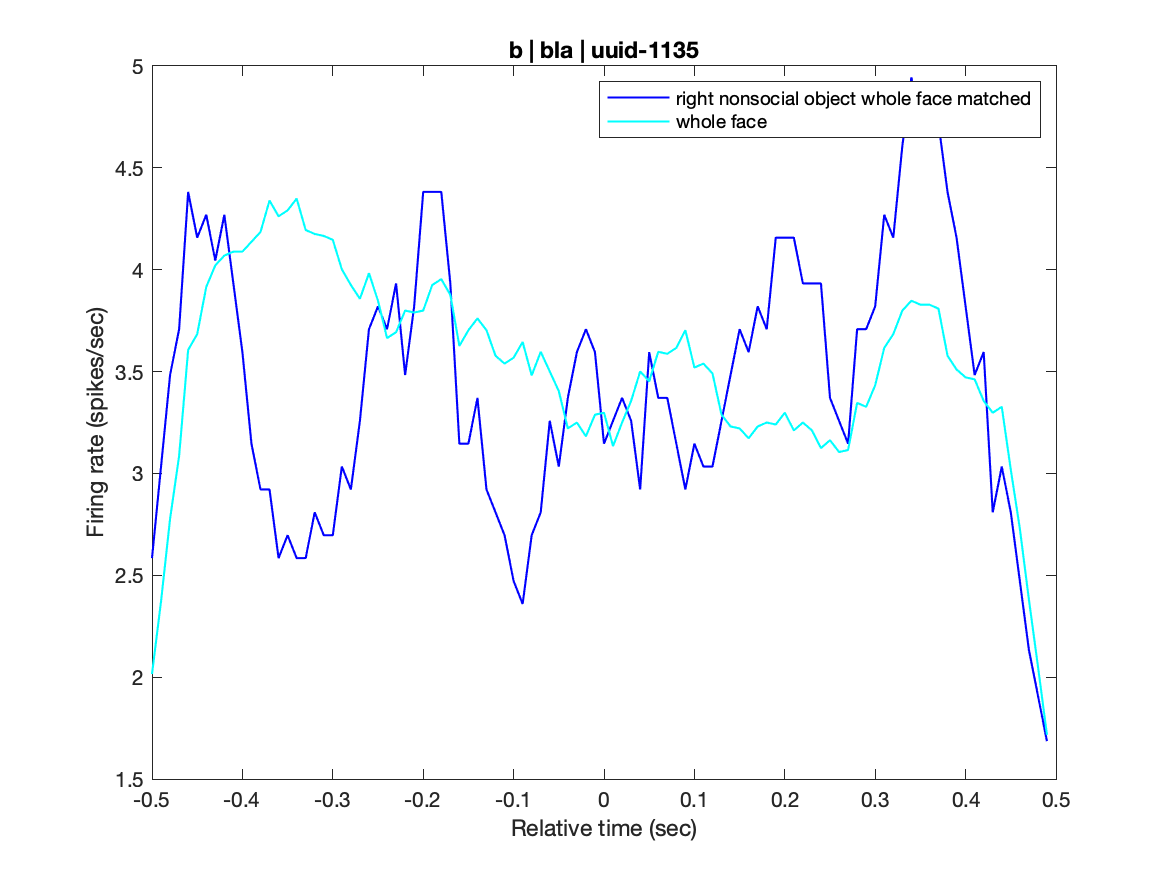 b | bla | uuid-1135
right nonsocial object whole face matched
whole face
5
4.5
4
3.5
3
2.5
2
1.5
Firing rate (spikes/sec)
-0.5 -0.4 -0.3 -0.2 -0.1 0 0.1 0.2 0.3 0.4 0.5
Relative time (sec)